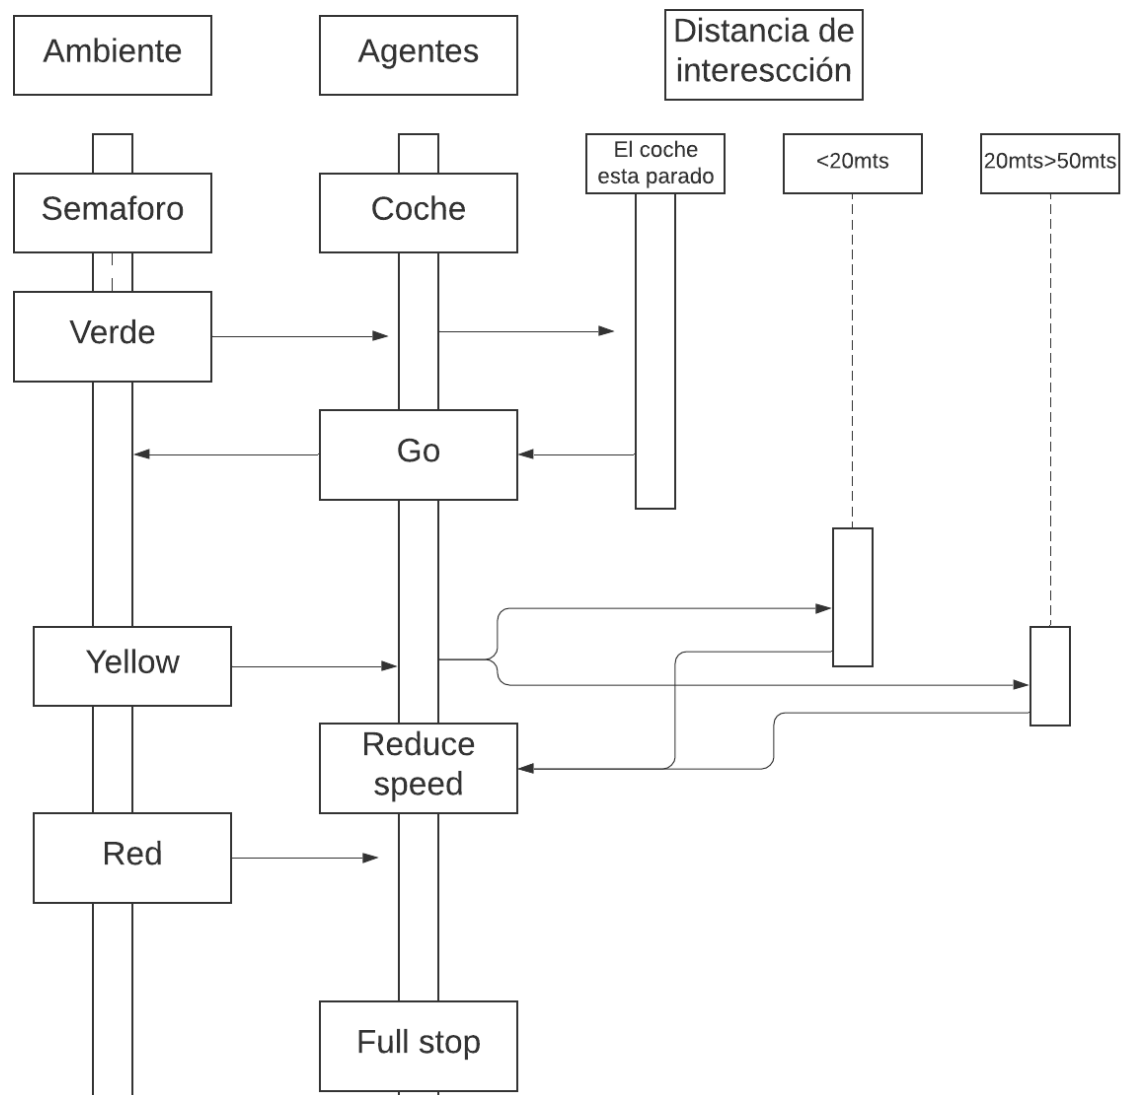 Ambiente
Agentes
Distancia de
interescción
El coche
esta parado
<20mts
20mts>50mts
Semaforo
Coche
Verde
Go
Yellow
Reduce
speed
Red
Full stop